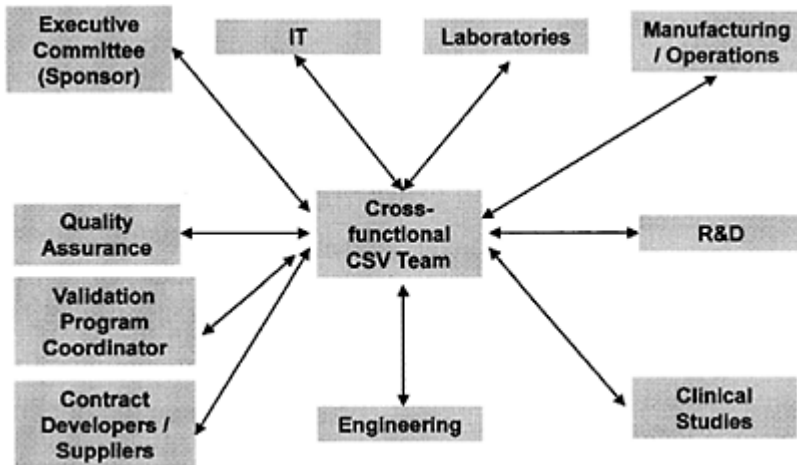 Executive
Committee
(Sponsor)
IT
Laboratories
Manufacturing
/ Operations
Quality
Assurance
Cross-
functional
CSV Team
R&D
Validation
Program
Coordinator
Contract
Developers /
Suppliers
Engineering
Clinical
Studies